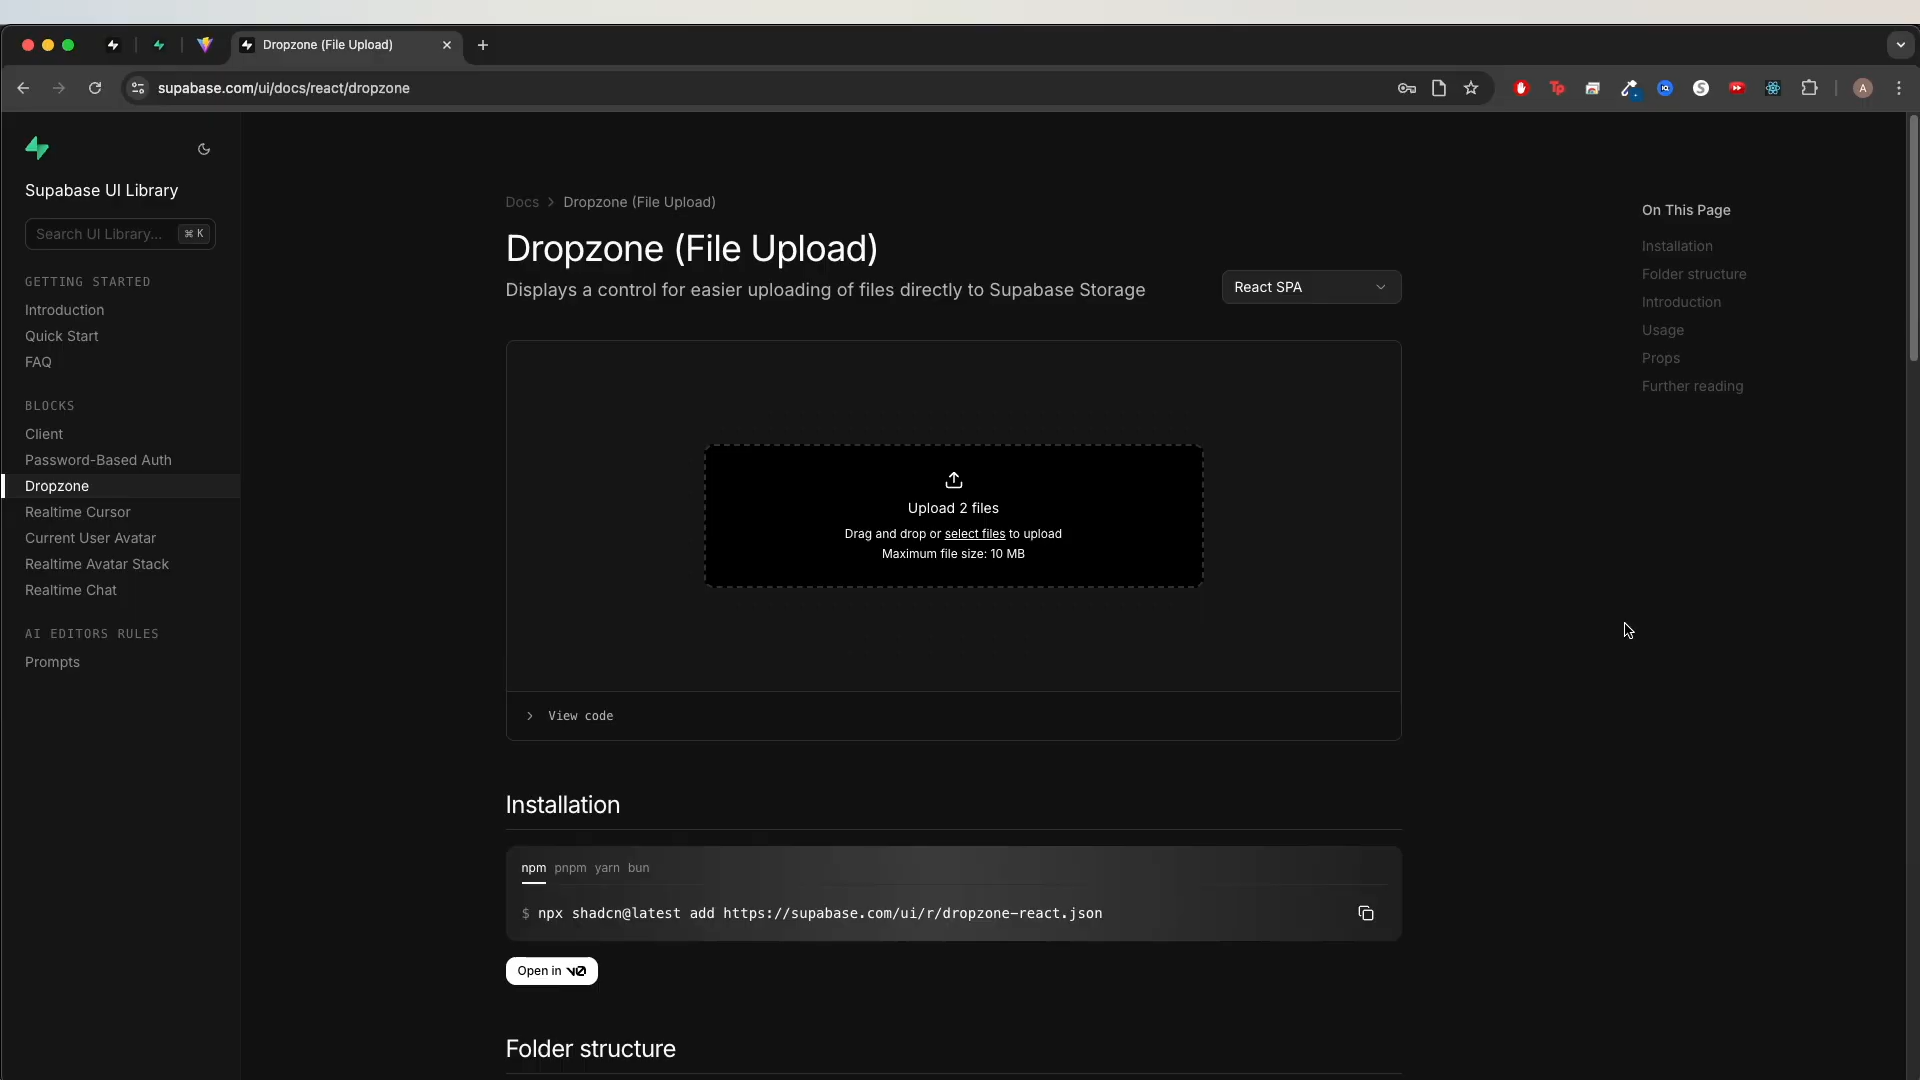 Dropzone (File Upload)
supabase.com/ui/docs/react/dropzone
A
Supabase UI Library
Search UI Library...
⌘ K
GETTING STARTED
Introduction
Quick Start
FAQ
BLOCKS
Client
Password-Based Auth
Dropzone
Realtime Cursor
Current User Avatar
Realtime Avatar Stack
Realtime Chat
AI EDITORS RULES
Prompts
Docs > Dropzone (File Upload)
Dropzone (File Upload)
Displays a control for easier uploading of files directly to Supabase Storage
React SPA
Upload 2 files
Drag and drop or select files to upload
Maximum file size: 10 MB
View code
Installation
npm pnpm yarn bun
$ npx shadcn@latest add https://supabase.com/ui/r/dropzone-react.json
Open in v0
Folder structure
On This Page
Installation
Folder structure
Introduction
Usage
Props
Further reading